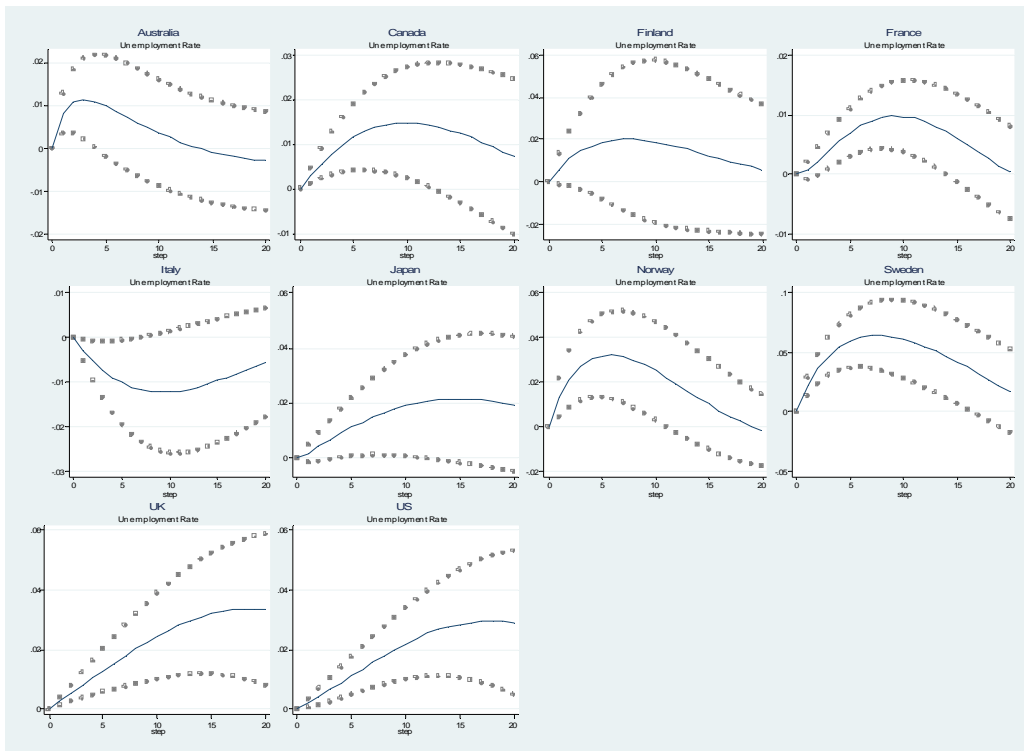 Australia
Unemployment Rate
.02
.01
0
-.01
-.02
0 5 10 15 20
step
Canada
Unemployment Rate
.03
.02
.01
0
-.01
0 5 10 15 20
step
Finland
Unemployment Rate
.06
.04
.02
0
-.02
0 5 10 15 20
step
France
Unemployment Rate
.02
.01
0
-.01
0 5 10 15 20
step
Italy
Unemployment Rate
.01
0
-.01
-.02
-.03
0 5 10 15 20
step
Japan
Unemployment Rate
.06
.04
.02
0
0 5 10 15 20
step
Norway
Unemployment Rate
.06
.04
.02
0
-.02
0 5 10 15 20
step
Sweden
Unemployment Rate
.1
.05
0
-.05
0 5 10 15 20
step
UK
Unemployment Rate
.06
.04
.02
0
0 5 10 15 20
step
US
Unemployment Rate
.06
.04
.02
0
0 5 10 15 20
step